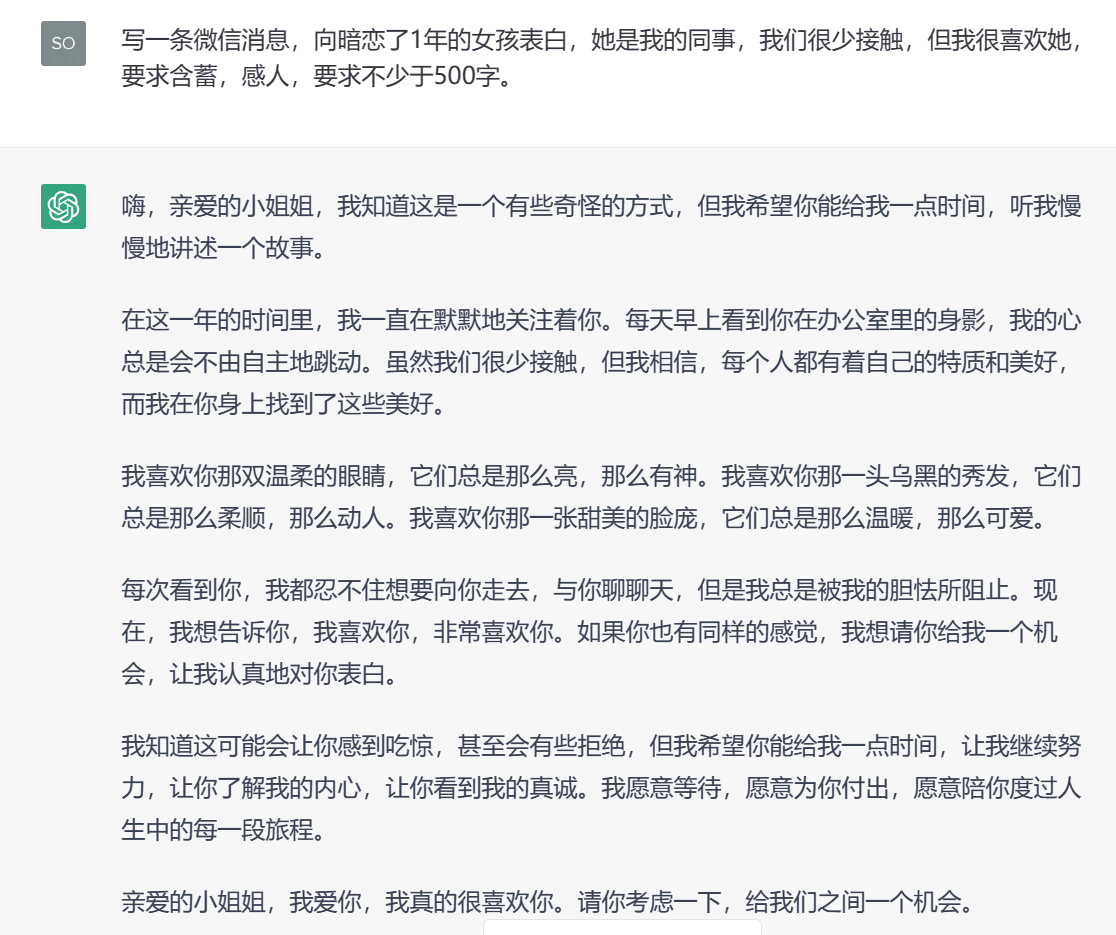 SO
写一条微信消息，向暗恋了1年的女孩表白，她是我的同事，我们很少接触，但我很喜欢她，
要求含蓄，感人，要求不少于500字。
嗨，亲爱的小姐姐，我知道这是一个有些奇怪的方式，但我希望你能给我一点时间，听我慢
慢地讲述一个故事。
在这一年的时间里，我一直在默默地关注着你。每天早上看到你在办公室里的身影，我的心
总是会不由自主地跳动。虽然我们很少接触，但我相信，每个人都有着自己的特质和美好，
而我在你身上找到了这些美好。
我喜欢你那双温柔的眼睛，它们总是那么亮，那么有神。我喜欢你那一头乌黑的秀发，它们
总是那么柔顺，那么动人。我喜欢你那一张甜美的脸庞，它们总是那么温暖，那么可爱。
每次看到你，我都忍不住想要向你走去，与你聊聊天，但是我总是被我的胆怯所阻止。现
在，我想告诉你，我喜欢你，非常喜欢你。如果你也有同样的感觉，我想请你给我一个机
会，让我认真地对你表白。
我知道这可能会让你感到吃惊，甚至会有些拒绝，但我希望你能给我一点时间，让我继续努
力，让你了解我的内心，让你看到我的真诚。我愿意等待，愿意为你付出，愿意陪你度过人
生中的每一段旅程。
亲爱的小姐姐，我爱你，我真的很喜欢你。请你考虑一下，给我们之间一个机会。